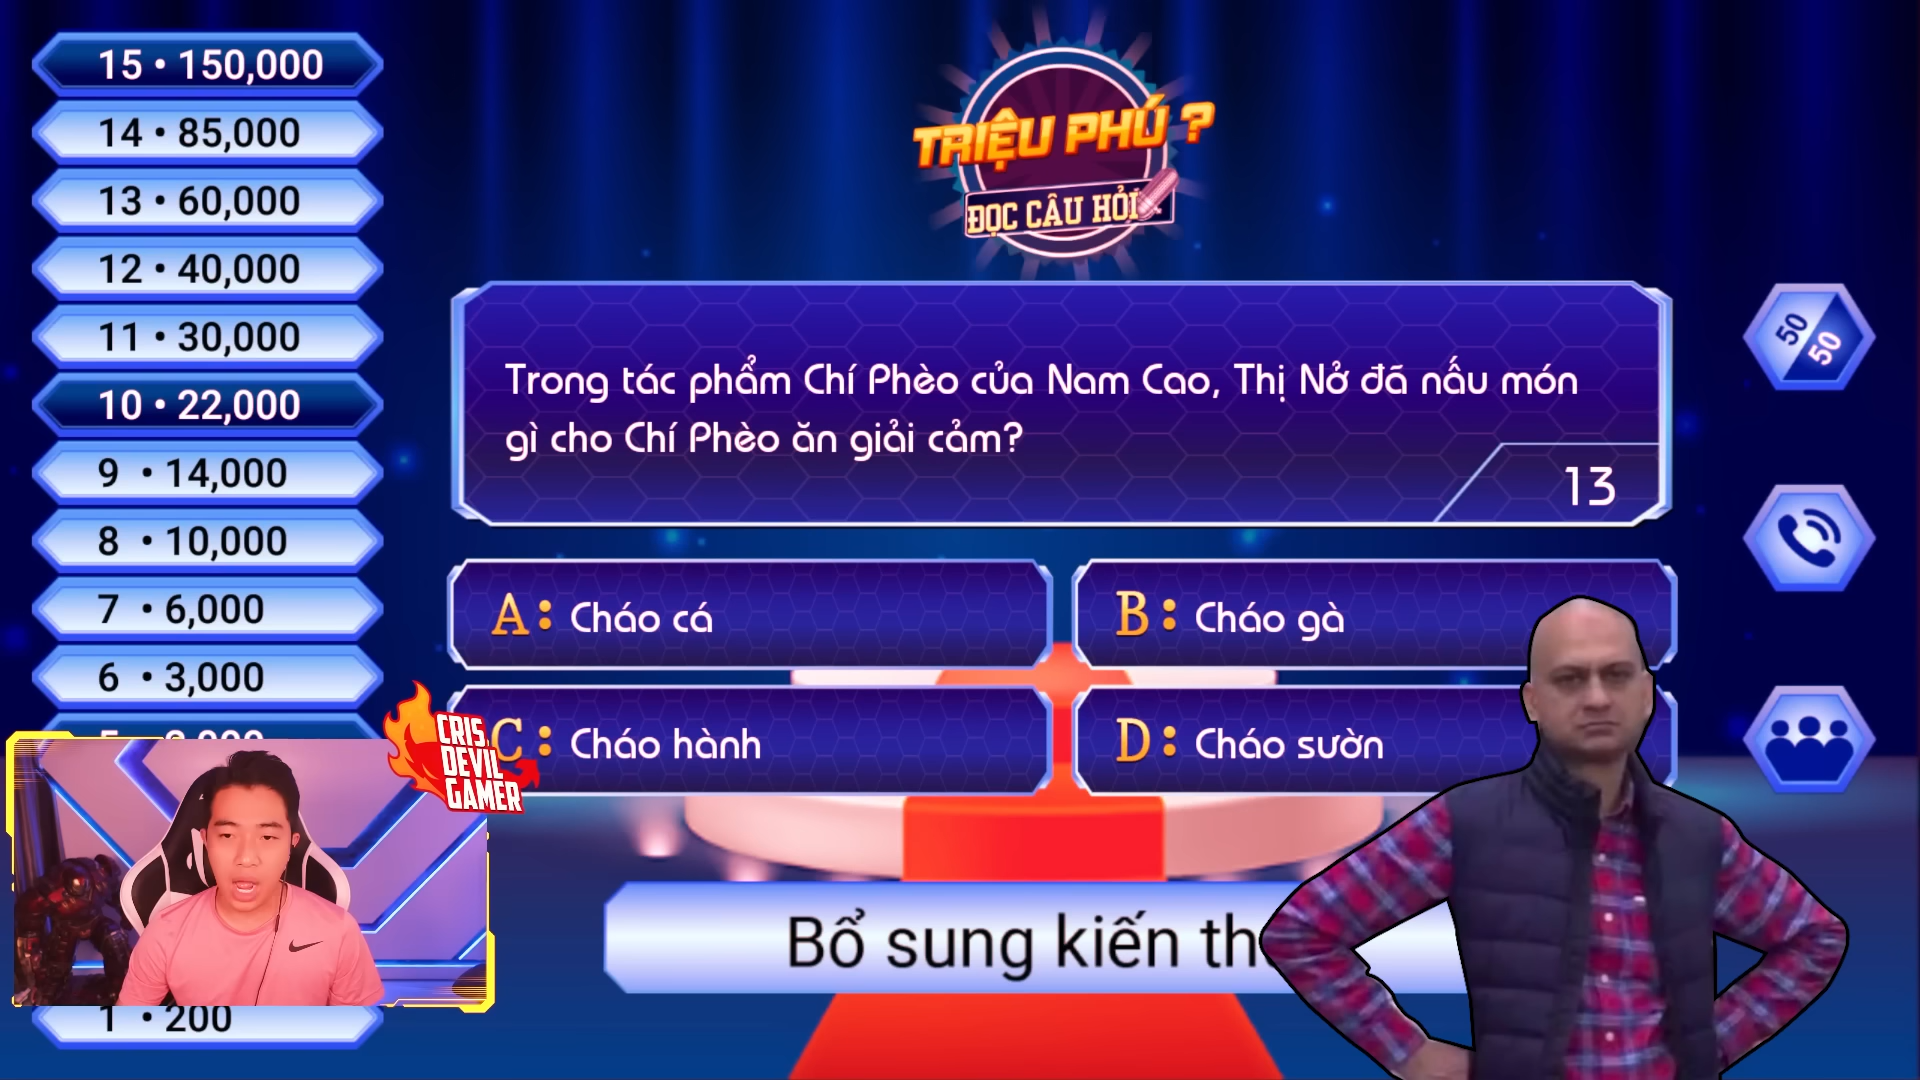 15 • 150,000
14 • 85,000
13 • 60,000
12 • 40,000
11 • 30,000
10 • 22,000
9 • 14,000
8 • 10,000
7 • 6,000
6 • 3,000
1 • 200
TRIỆU PHÚ ?
ĐỌC CÂU HỎI
Trong tác phẩm Chí Phèo của Nam Cao, Thị Nở đã nấu món
gì cho Chí Phèo ăn giải cảm?
13
A: Cháo cá
B: Cháo gà
C: Cháo hành
D: Cháo sườn
50
50
CRIS
DEVIL
GAMER
Bổ sung kiến